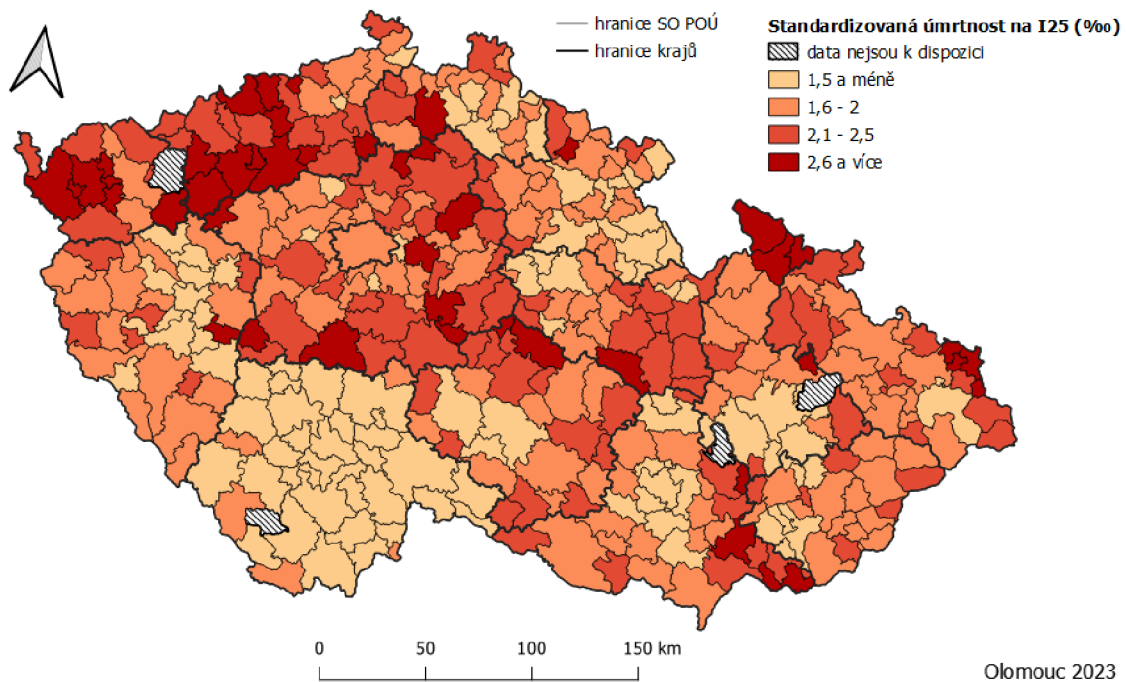 hranice SO POÚ
hranice krajů
Standardizovaná úmrtnost na I25 (‰)
data nejsou k dispozici
1,5 a méně
1,6 - 2
2,1 - 2,5
2,6 a více
0 50 100 150 km
Olomouc 2023